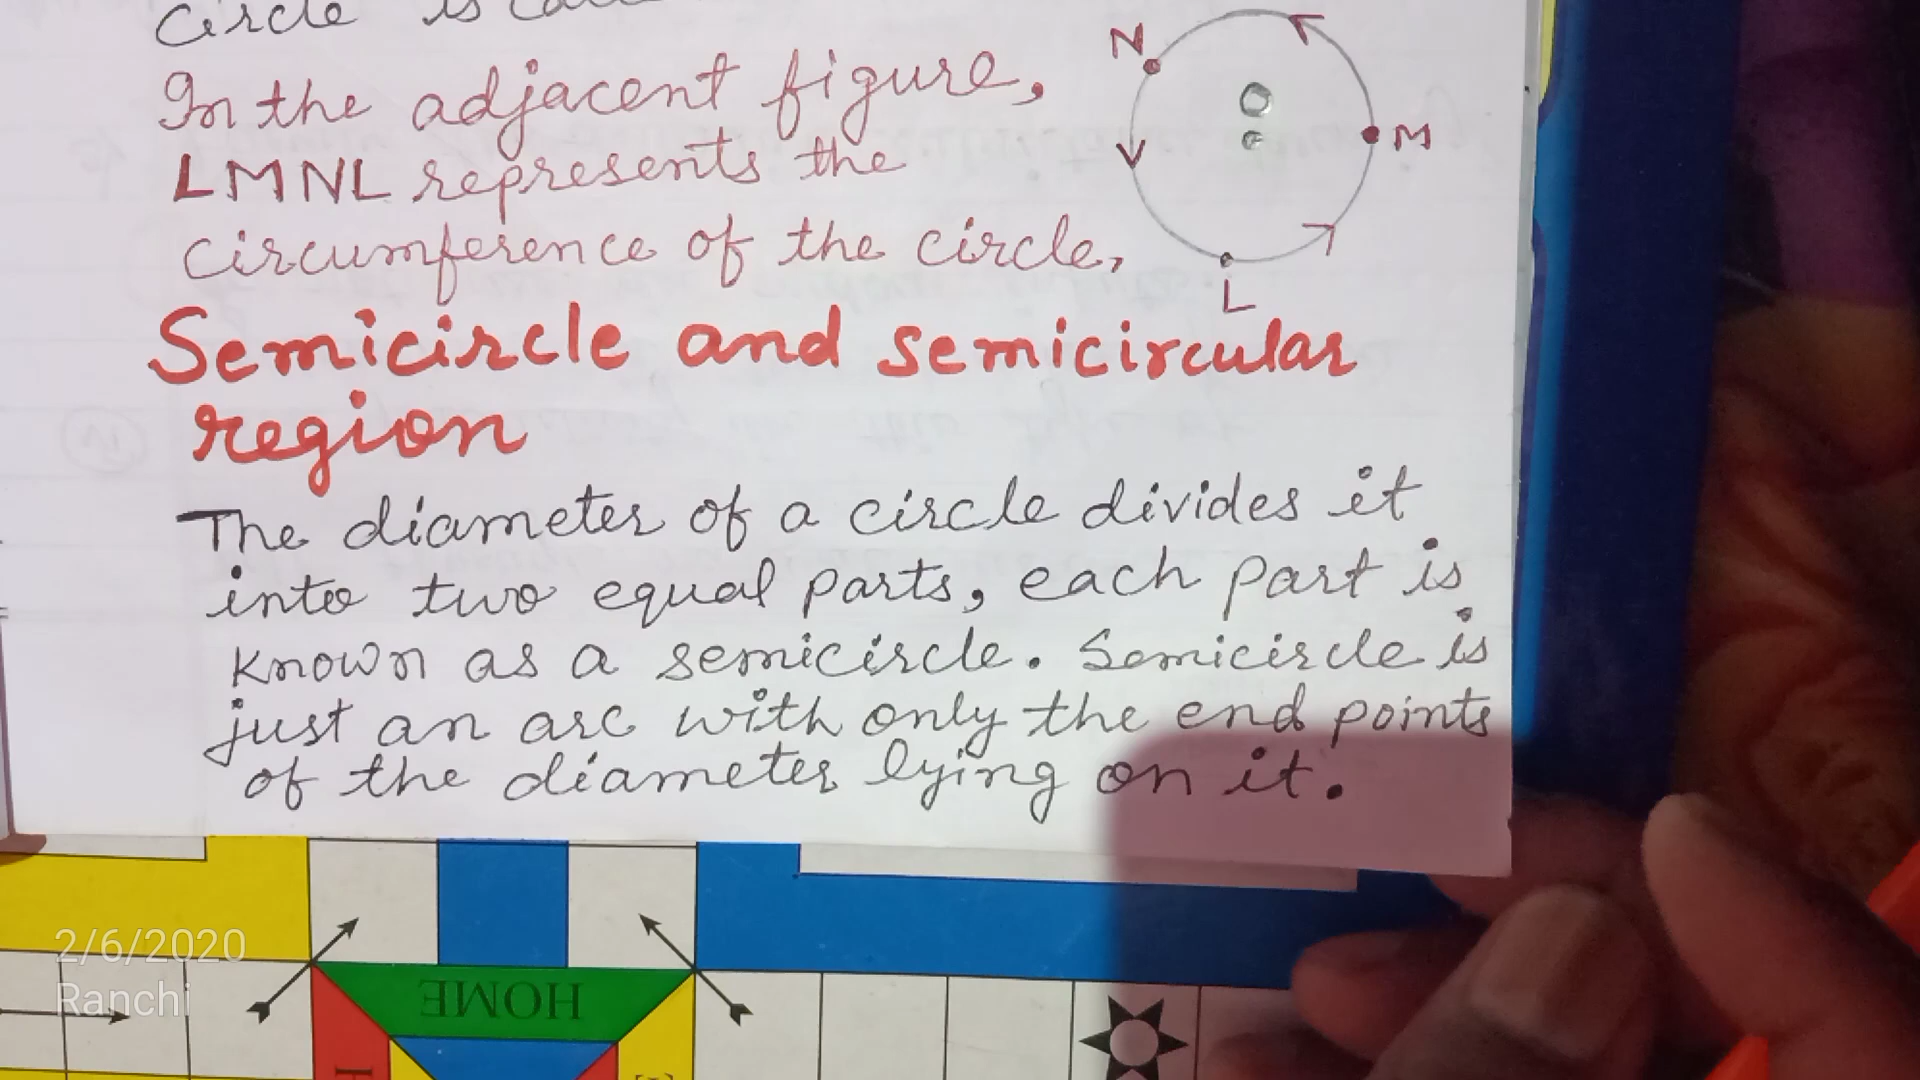 circle is
In the adjacent figure,
LMNL represents the
circumference of the circle,
N
O
M
L
Semicircle and semicircular
region
The diameter of a circle divides it
into two equal parts, each part is
known as a semicircle. Semicircle is
just an arc with only the end points
of the diameter lying on it.
2/6/2020
Ranchi
HOME